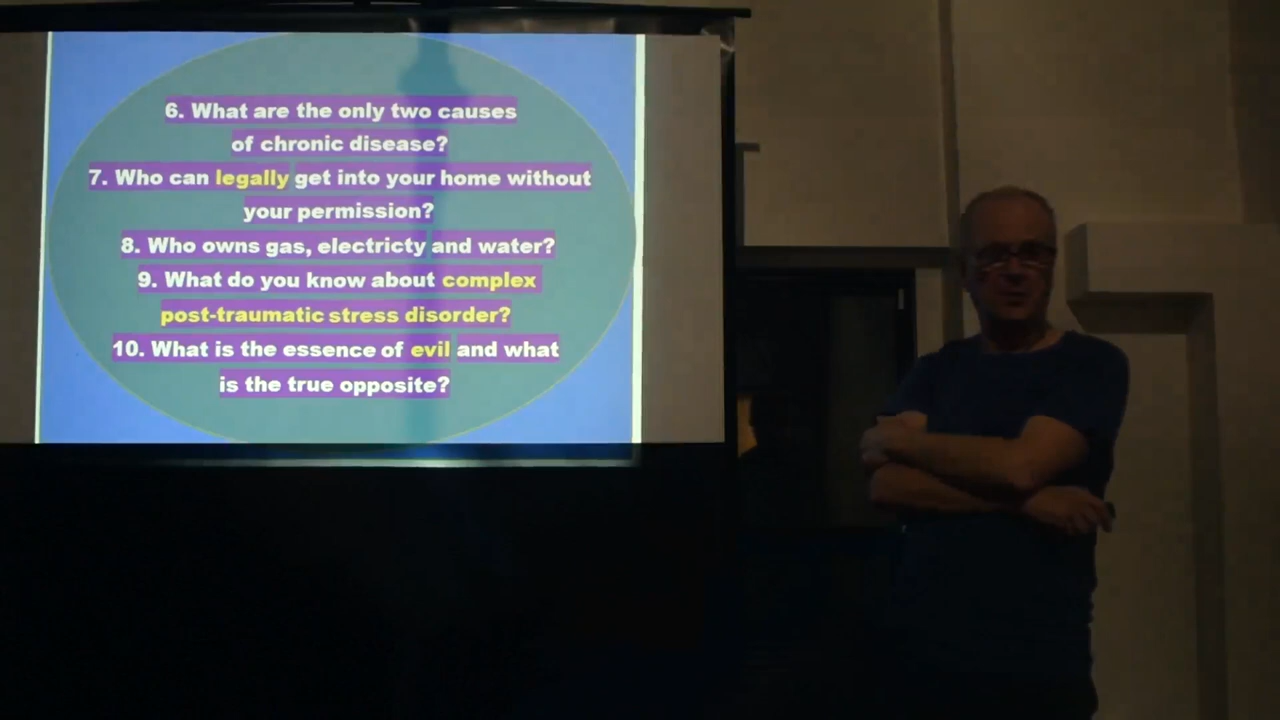 6. What are the only two causes
of chronic disease?
7. Who can legally get into your home without
your permission?
8. Who owns gas, electricty and water?
9. What do you know about complex
post-traumatic stress disorder?
10. What is the essence of evil and what
is the true opposite?